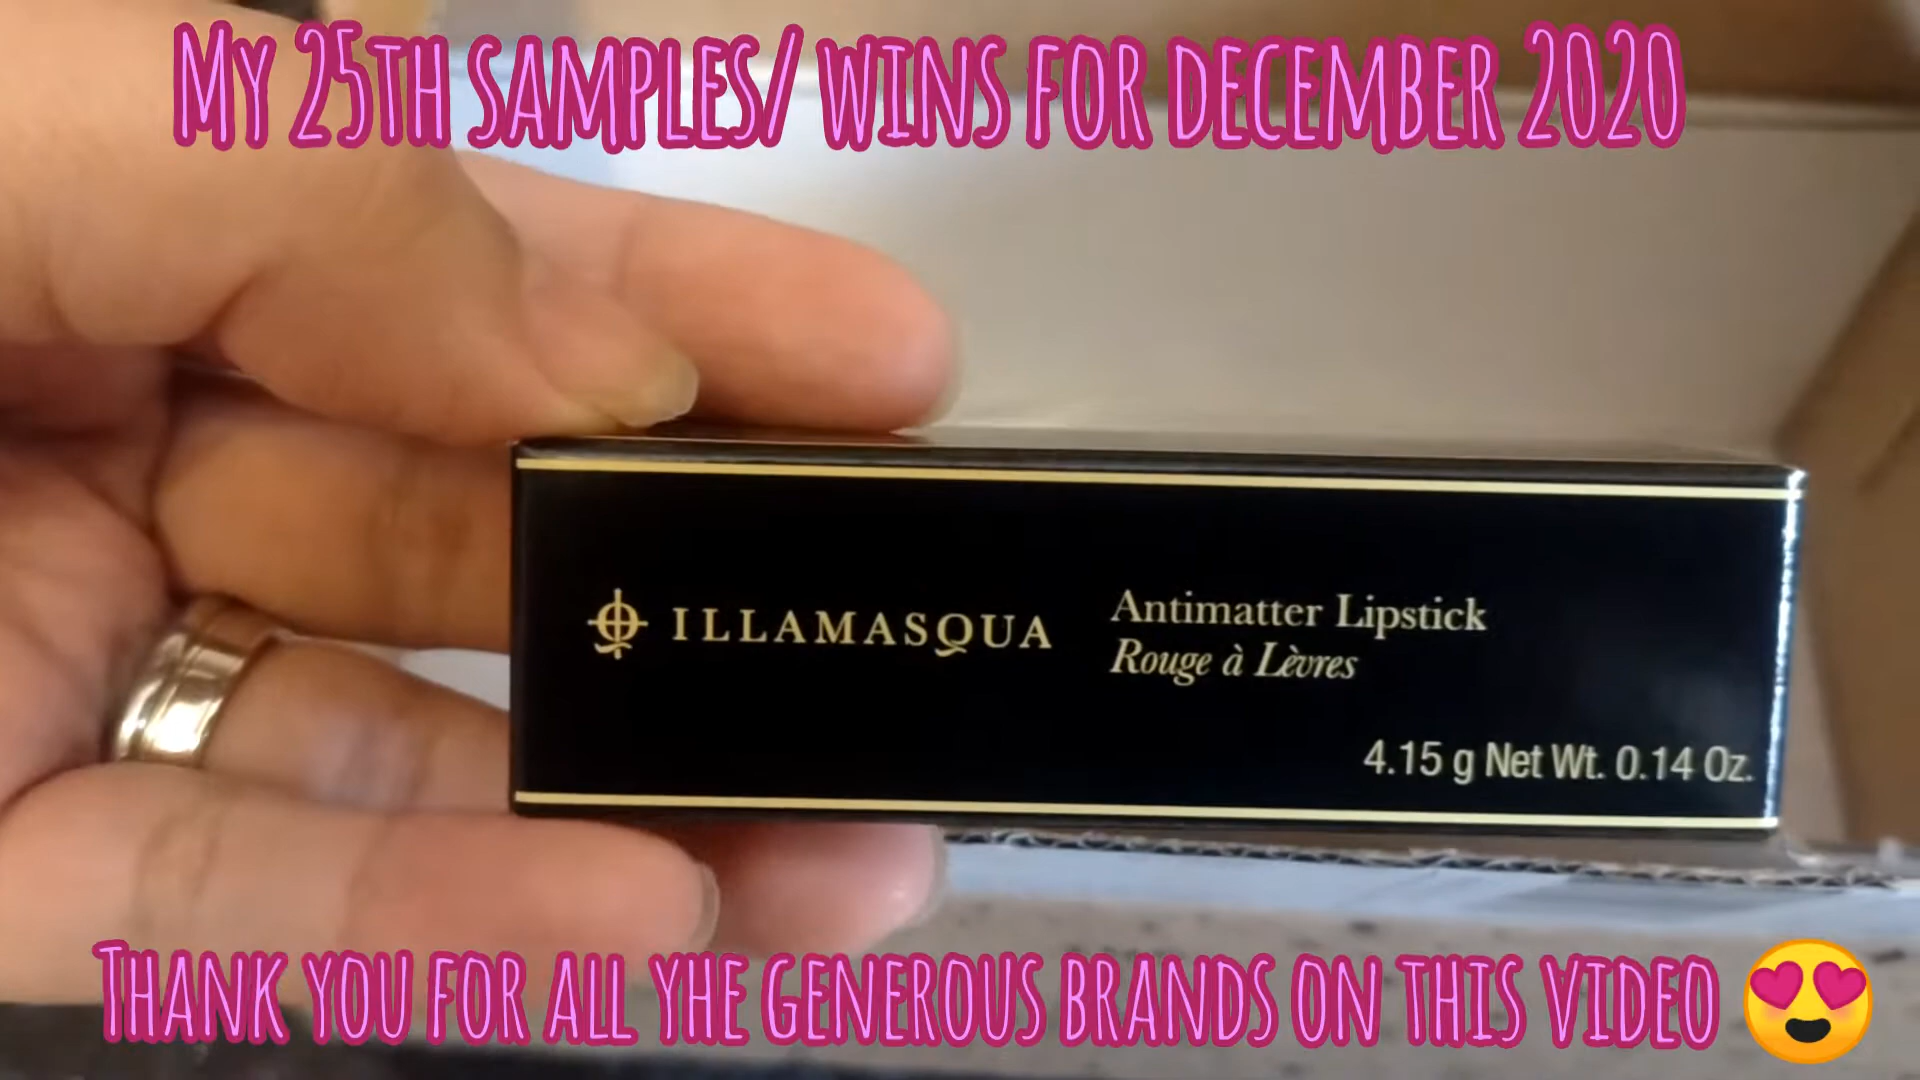 My 25th samples/ wins for december 2020
ILLAMASQUA
Antimatter Lipstick
Rouge à Lèvres
4.15 g Net Wt. 0.14 Oz.
Thank you for all yhe generous brands on this video 😍